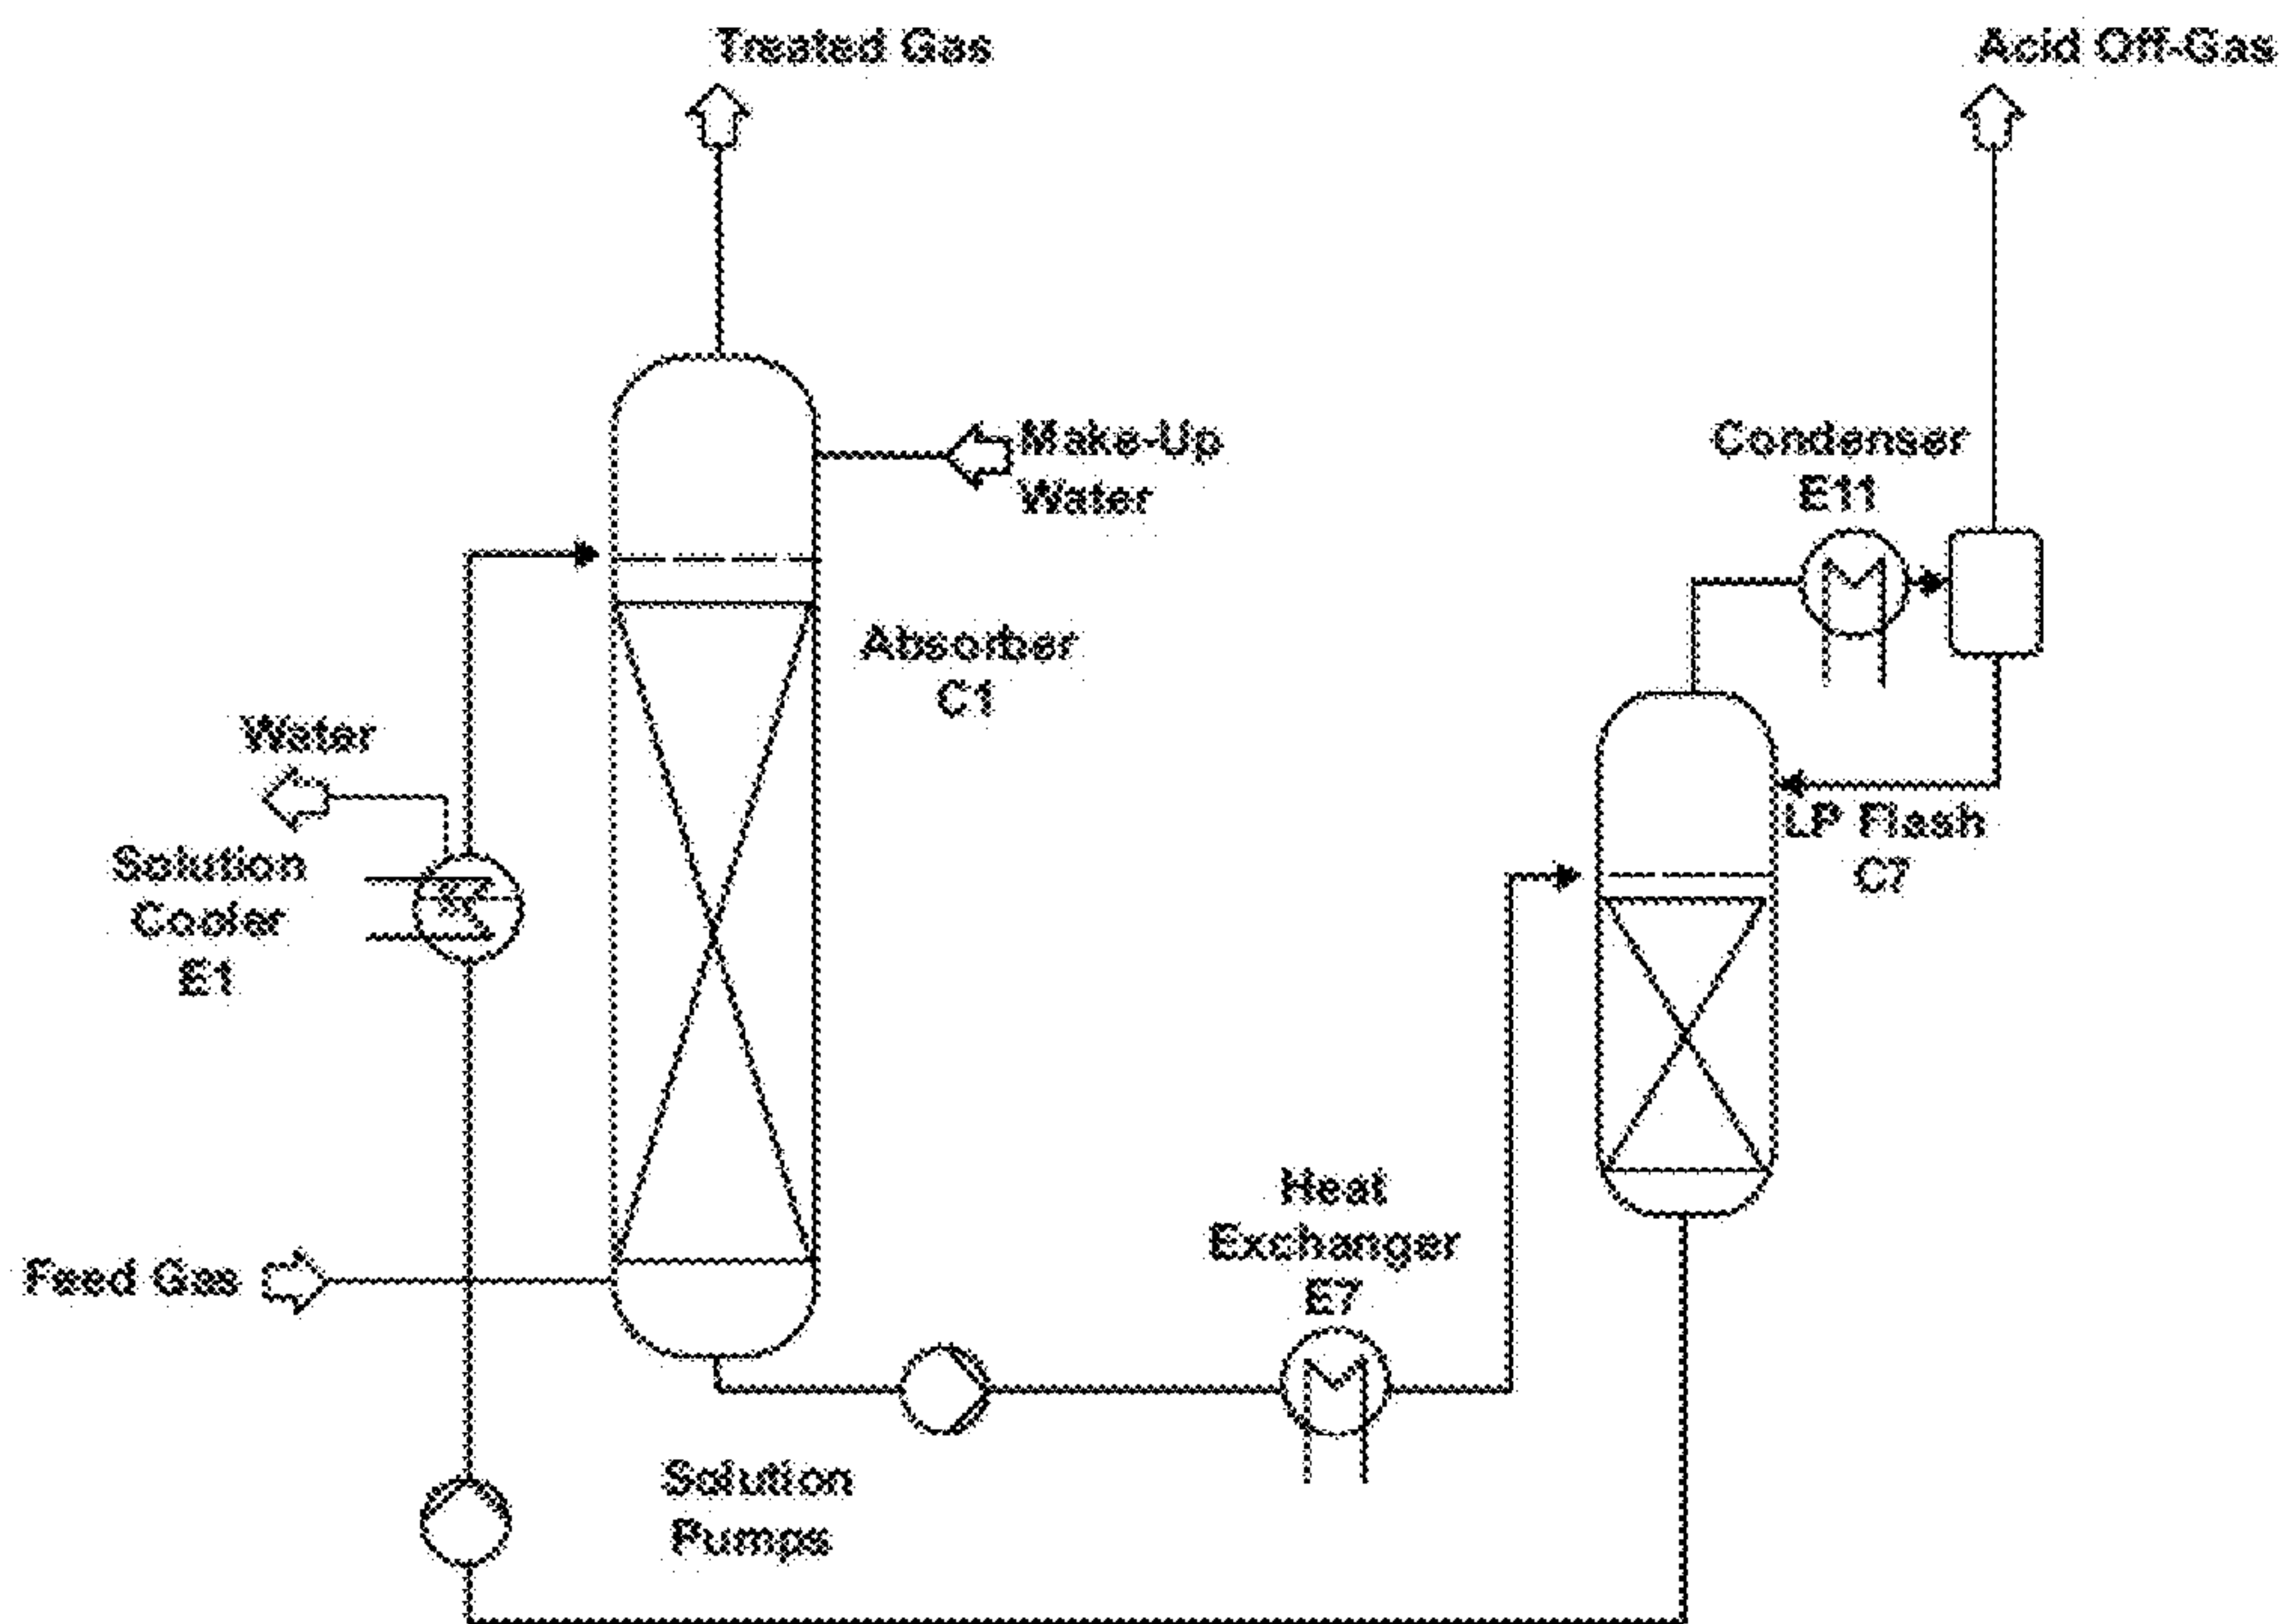 Treated Gas
Acid Off-Gas
Make-Up
Water
Condenser
E11
Absorber
C1
Water
LP Flash
C7
Solution
Cooler
E1
Heat
Exchanger
E7
Feed Gas
Solution
Pumps